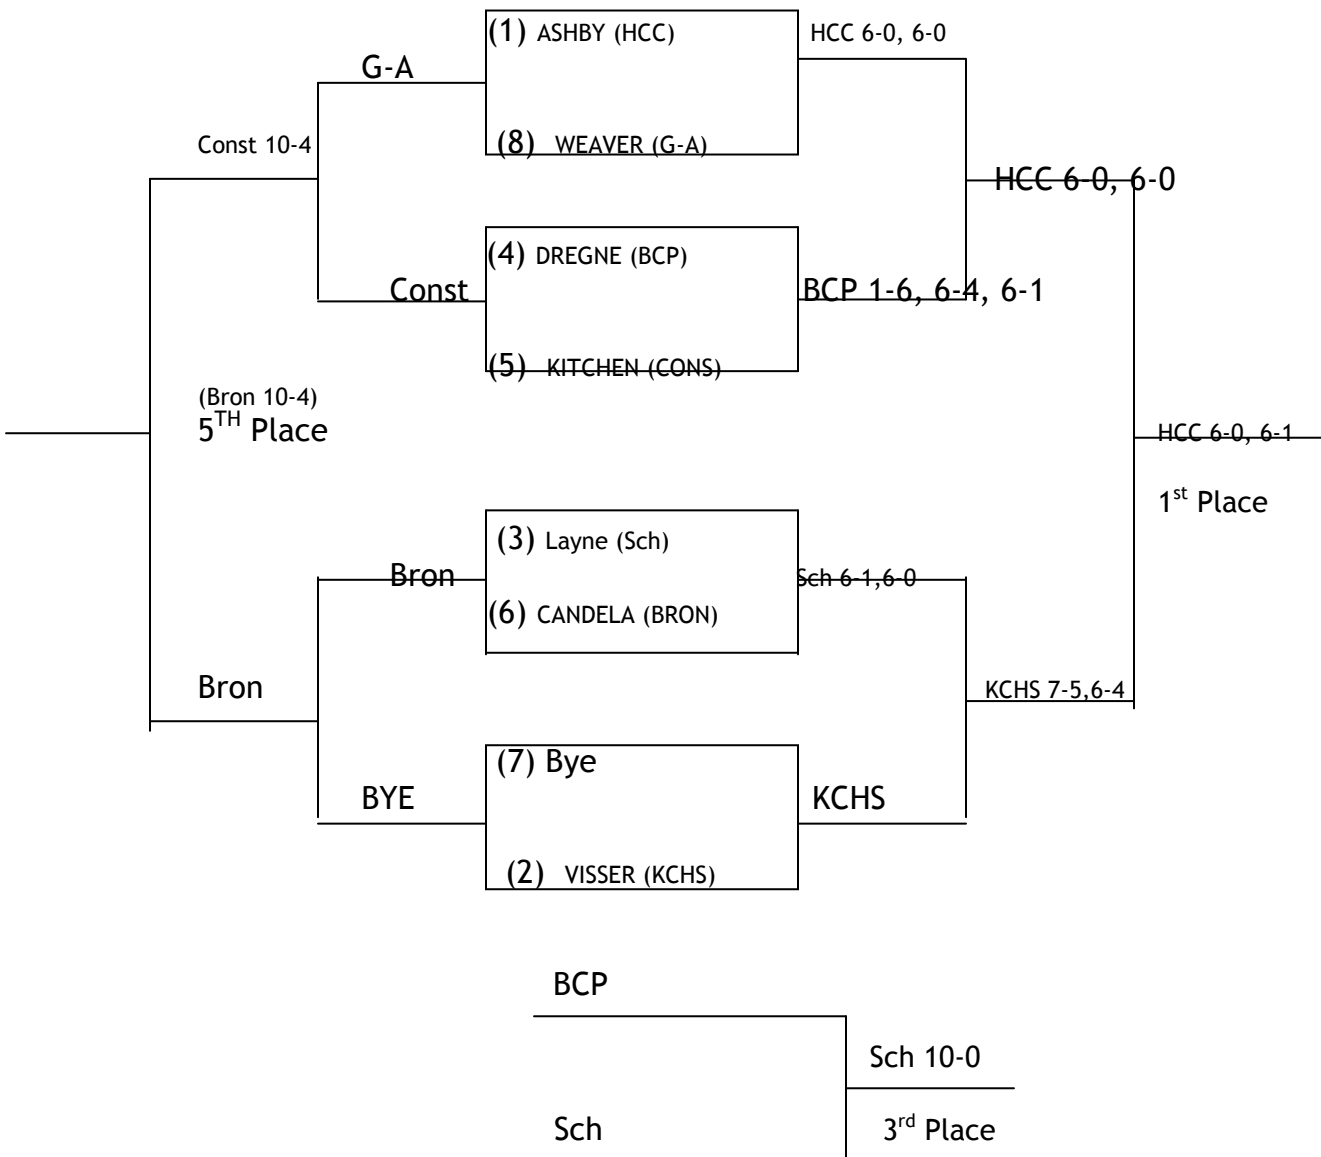 (1) ASHBY (HCC)
HCC 6-0, 6-0
G-A
Const 10-4
(8) WEAVER (G-A)
HCC 6-0, 6-0
(4) DREGNE (BCP)
Const
BCP 1-6, 6-4, 6-1
(5) KITCHEN (CONS)
(Bron 10-4)
5TH Place
HCC 6-0, 6-1
1st Place
(3) Layne (Sch)
Bron
Sch 6-1,6-0
(6) CANDELA (BRON)
Bron
KCHS 7-5,6-4
(7) Bye
BYE
KCHS
(2) VISSER (KCHS)
BCP
Sch 10-0
Sch
3rd Place